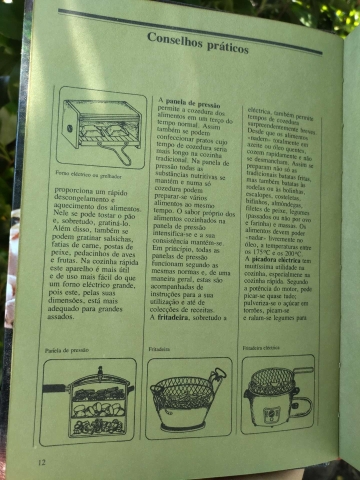 Conselhos práticos
Forno eléctrico ou grelhador
proporciona um rápido
descongelamento e
aquecimento dos alimentos.
Nele se pode tostar o pão
e, sobretudo, gratiná-lo.
Além disso, também se
podem gratinar salsichas,
farias de carne, postas de
peixe, pedacinhos de aves
e frutas. Na cozinha rápida
este aparelho é mais útil
e de uso mais fácil do que
um forno eléctrico grande,
pois este, pelas suas
dimensões, está mais
adequado para grandes
assados.
A panela de pressão
permite a cozedura dos
alimentos em um terço do
tempo normal. Assim
também se podem
confeccionar pratos cujo
tempo de cozedura seria
mais longo na cozinha
tradicional. Na panela de
pressão todas as
substâncias nutritivas se
mantém e numa só
cozedura podem
preparar-se vários
alimentos ao mesmo
tempo. O sabor próprio dos
alimentos cozinhados na
panela de pressão
intensifica-se e a sua
consistência mantém-se.
Em princípio, todas as
panelas de pressão
funcionam segundo as
mesmas normas e, de uma
maneira geral, estas são
acompanhadas de
instruções para a sua
utilização e até de
colecções de receitas.
A fritadeira, sobretudo a
eléctrica, também permite
tempos de cozedura
surpreendentemente breves.
Desde que os alimentos
«nadem» totalmente em
azeite ou óleo quentes,
cozem rapidamente e não
se desmancham. Assim se
preparam não só as
tradicionais batatas fritas,
mas também batatas às
rodelas ou às bolinhas,
escalopes, costeletas,
bifinhos, almôndegas,
filetes de peixe, legumes
(passados ou não por ovo
e farinha) e massas. Os
alimentos devem poder
«nadar» livremente no
óleo, a temperaturas entre
os 175°C e os 200°C.
A picadora eléctrica tem
muitíssima utilidade na
cozinha, especialmente na
cozinha rápida. Segundo
a potência do motor, pode
picar-se quase tudo;
pulveriza-se o açúcar em
torrões, pizam-se
e ralam-se legumes para
Panela de pressão
Fritadeira
Fritadeira eléctrica
12